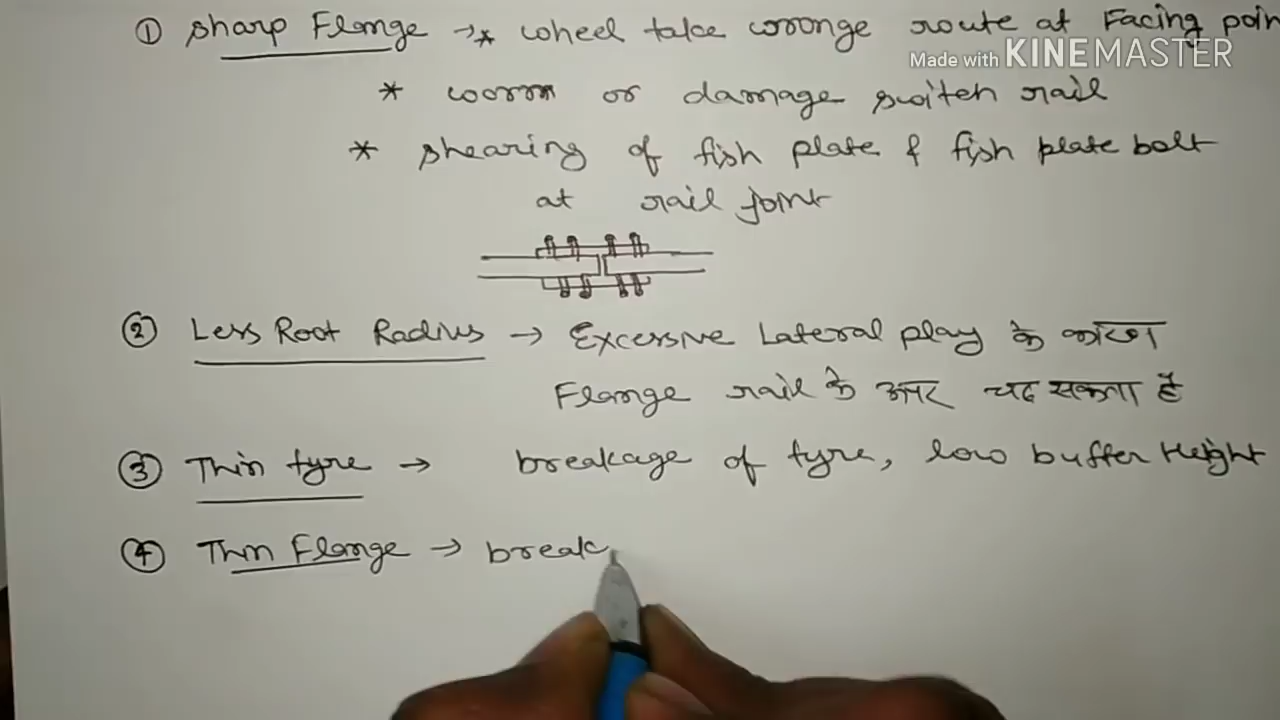 ① Sharp Flange → * wheel take wronge route at Facing poin
Made with KINEMASTER
* woorn or damage switch rail
* shearing of fish plate & fish plate bolt
at rail joint
② Less Root Radius → Excessive Lateral play के कारण
Flange rail के ऊपर चढ़ सकता है
③ Thin tyre → breakage of tyre, low buffer Height
④ Thin Flange → break